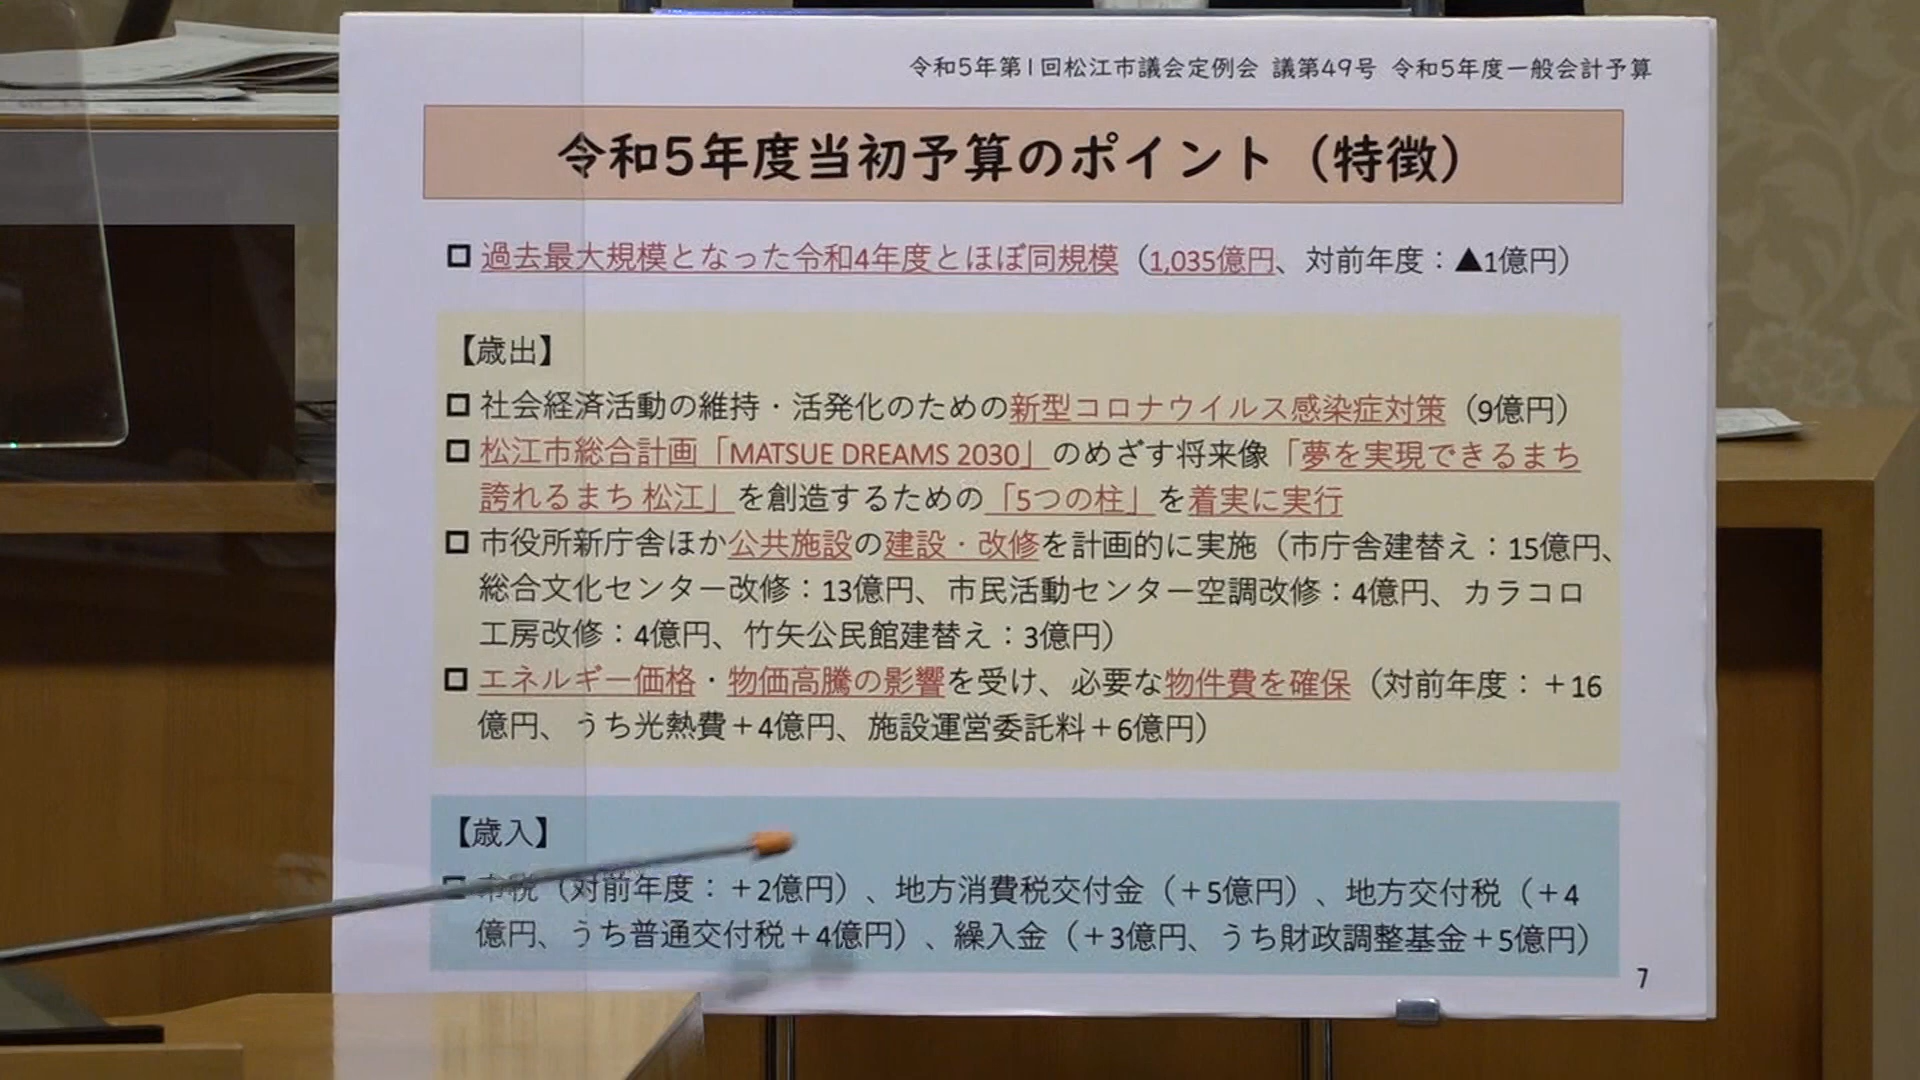 令和5年第1回松江市議会定例会 議第49号 令和5年度一般会計予算
令和5年度当初予算のポイント（特徴）
過去最大規模となった令和4年度とほぼ同規模（1,035億円、対前年度：▲1億円）
【歳出】
社会経済活動の維持・活発化のための新型コロナウイルス感染症対策（9億円）
松江市総合計画「MATSUE DREAMS 2030」のめざす将来像「夢を実現できるまち
誇れるまち 松江」を創造するための「5つの柱」を着実に実行
市役所新庁舎ほか公共施設の建設・改修を計画的に実施（市庁舎建替え：15億円、
総合文化センター改修：13億円、市民活動センター空調改修：4億円、カラコロ
工房改修：4億円、竹矢公民館建替え：3億円）
エネルギー価格・物価高騰の影響を受け、必要な物件費を確保（対前年度：＋16
億円、うち光熱費＋4億円、施設運営委託料＋6億円）
【歳入】
市税（対前年度：＋2億円）、地方消費税交付金（＋5億円）、地方交付税（＋4
億円、うち普通交付税＋4億円）、繰入金（＋3億円、うち財政調整基金＋5億円）
7